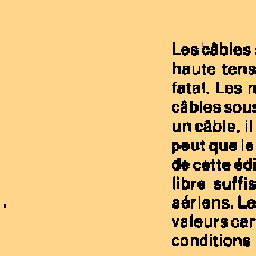 Les câbles
haute tens
fatal. Les
câbles sous
un câble, il
peut que le
de cette édi
libre suffis
aériens. Le
valeurs car
conditions